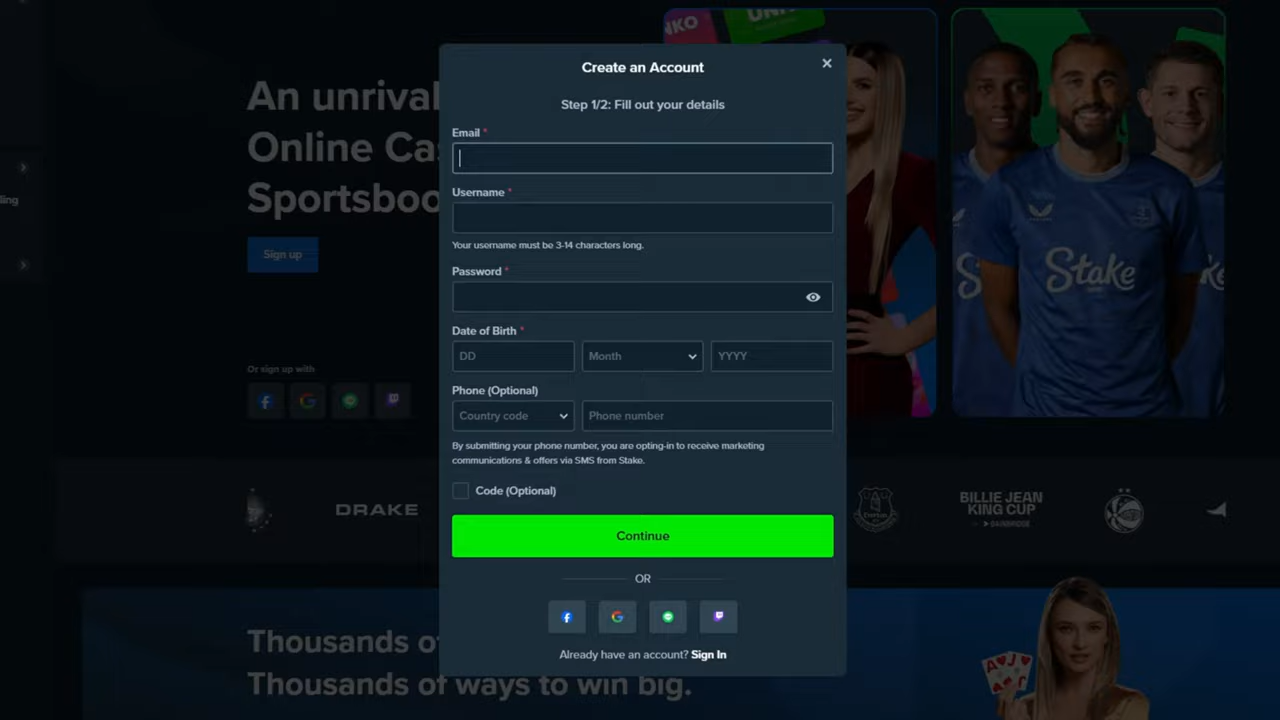 An unrival
Online Ca
Sportsboo
Sign up
Or sign up with
ling
Create an Account
Step 1/2: Fill out your details
Email *
Username *
Your username must be 3-14 characters long.
Password *
Date of Birth *
DD
Month
YYYY
Phone (Optional)
Country code
Phone number
By submitting your phone number, you are opting-in to receive marketing
communications & offers via SMS from Stake.
Code (Optional)
Continue
OR
Already have an account? Sign In
NKO
Stake
DRAKE
BILLIE JEAN
KING CUP
Thousands o
Thousands of ways to win big.
A J